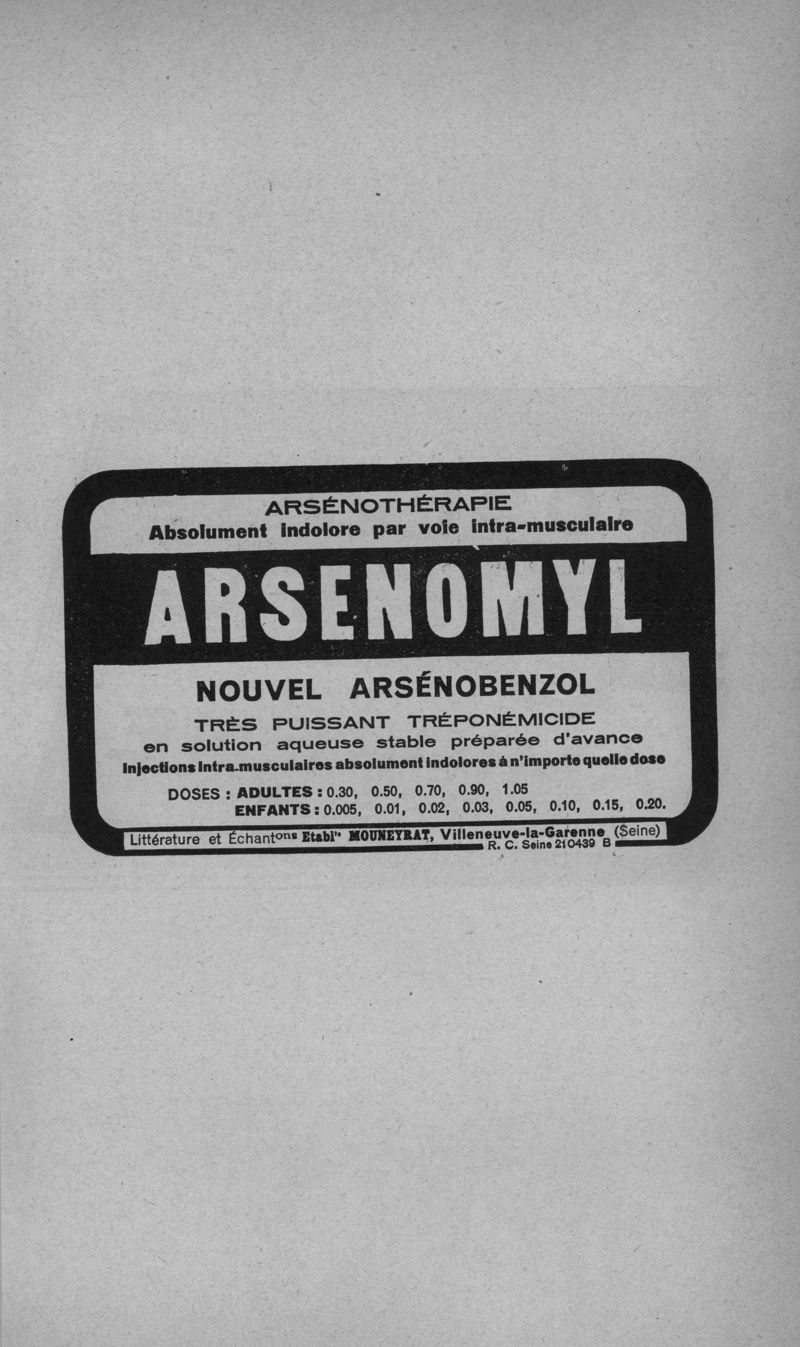 ARSÉNOTHÉRAPIE
Absolument indolore par voie intra-musculaire
ARSENOMYL
NOUVEL ARSÉNOBENZOL
TRÈS PUISSANT TRÉPONÉMICIDE
en solution aqueuse stable préparée d'avance
Injections intra-musculaires absolument indolores à n'importe quelle dose
DOSES : ADULTES : 0.30, 0.50, 0.70, 0.90, 1.05
ENFANTS : 0.005, 0.01, 0.02, 0.03, 0.05, 0.10, 0.15, 0.20.
Littérature et Échantons Etablts MOUNEYRAT, Villeneuve-la-Garenne (Seine)
R. C. Seine 210439 B